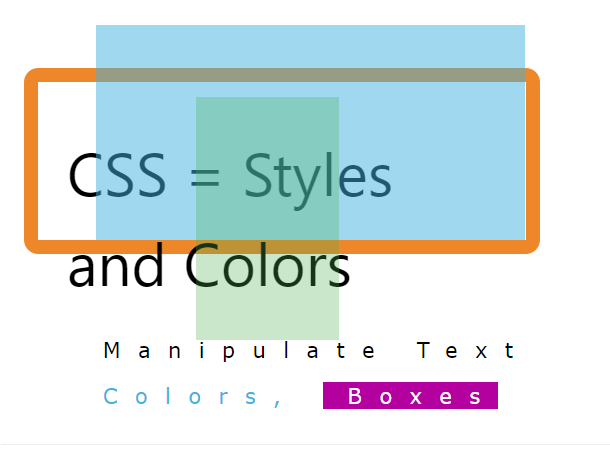 CSS = Styles
and Colors
Manipulate Text
Colors, Boxes